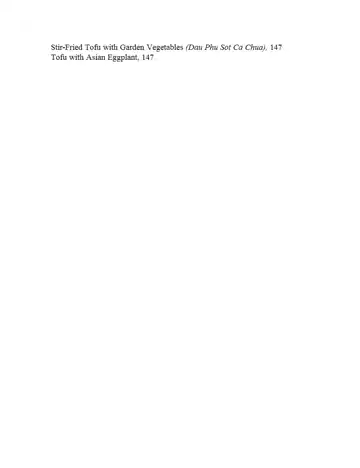 Stir-Fried Tofu with Garden Vegetables (Dau Phu Sot Ca Chua), 147
Tofu with Asian Eggplant, 147